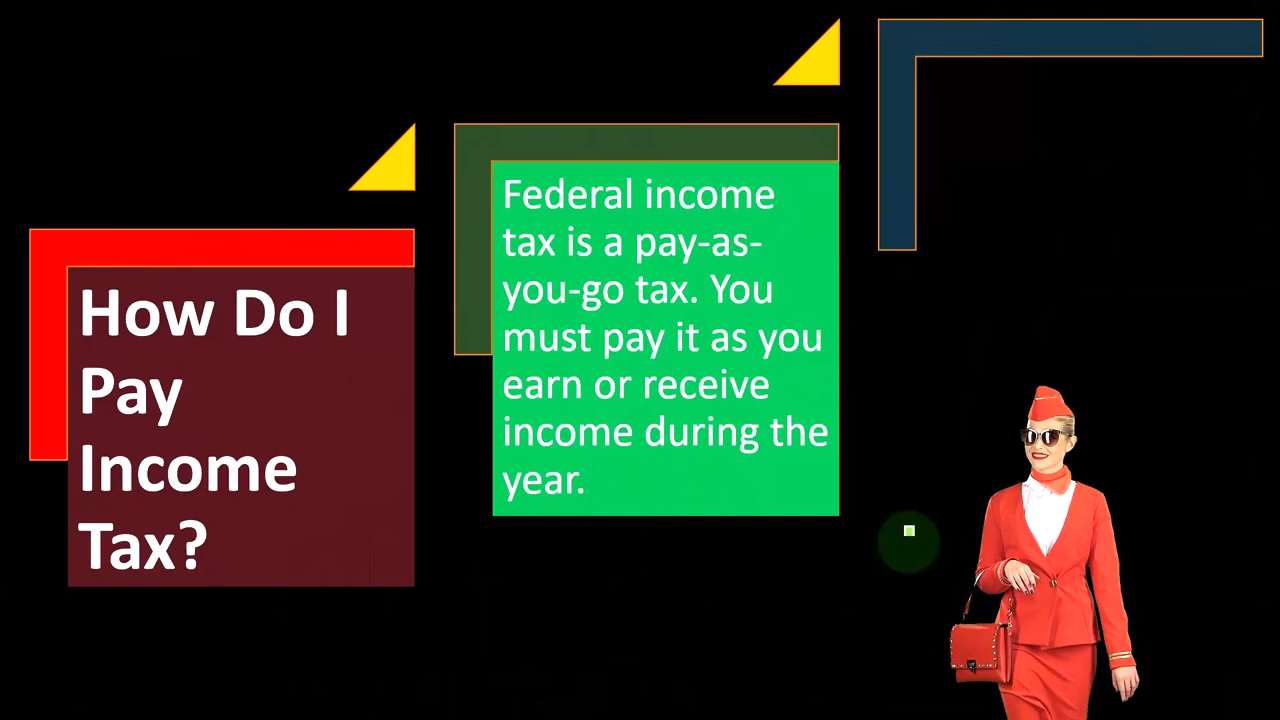 How Do I
Pay
Income
Tax?
Federal income
tax is a pay-as-
you-go tax. You
must pay it as you
earn or receive
income during the
year.